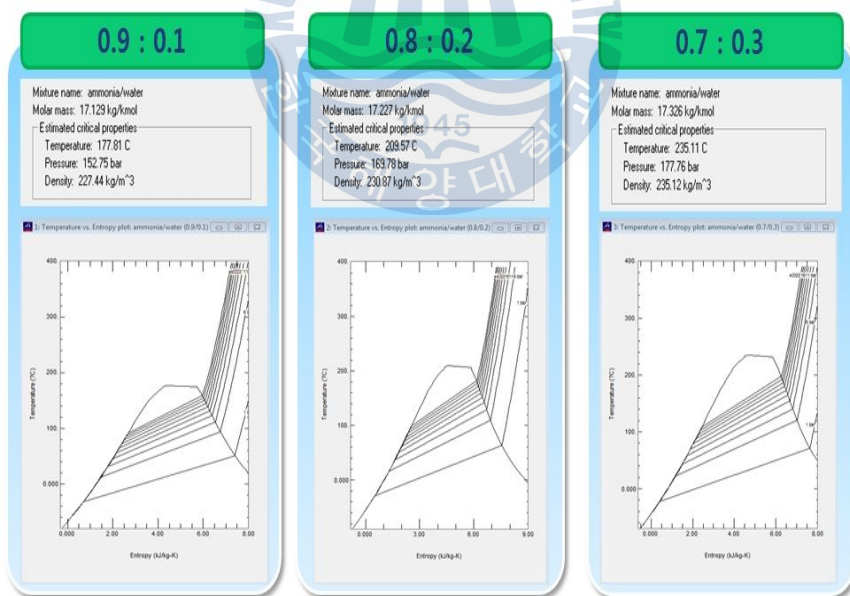 0.9 : 0.1
Mixture name: ammonia/water
Molar mass: 17.129 kg/kmol
Estimated critical properties
Temperature: 177.81 C
Pressure: 152.75 bar
Density: 227.44 kg/m^3
1: Temperature vs. Entropy plot: ammonia/water (0.9/0.1)
400.
300.
200.
100.
0.000
Temperature (?C)
0.000 2.00 4.00 6.00 8.00
Entropy (kJ/kg-K)
0.8 : 0.2
Mixture name: ammonia/water
Molar mass: 17.227 kg/kmol
Estimated critical properties
Temperature: 209.57 C
Pressure: 163.78 bar
Density: 230.87 kg/m^3
2: Temperature vs. Entropy plot: ammonia/water (0.8/0.2)
400.
300.
200.
100.
0.000
Temperature (?C)
0.000 3.00 6.00 9.00
Entropy (kJ/kg-K)
0.7 : 0.3
Mixture name: ammonia/water
Molar mass: 17.326 kg/kmol
Estimated critical properties
Temperature: 235.11 C
Pressure: 177.76 bar
Density: 235.12 kg/m^3
3: Temperature vs. Entropy plot: ammonia/water (0.7/0.3)
400.
300.
200.
100.
0.000
Temperature (?C)
0.000 2.00 4.00 6.00 8.00
Entropy (kJ/kg-K)
1945
한국해양대학교